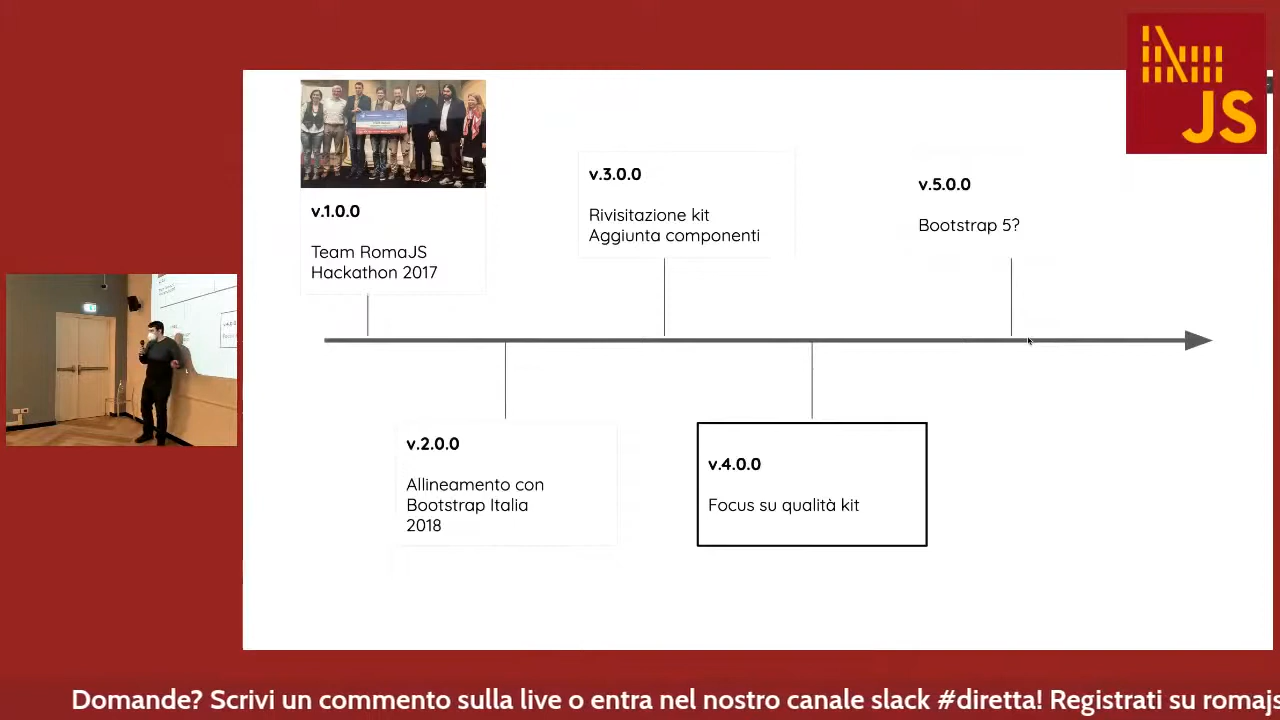 JS
v.1.0.0
Team RomaJS
Hackathon 2017
v.3.0.0
Rivisitazione kit
Aggiunta componenti
v.5.0.0
Bootstrap 5?
v.2.0.0
Allineamento con
Bootstrap Italia
2018
v.4.0.0
Focus su qualità kit
Domande? Scrivi un commento sulla live o entra nel nostro canale slack #diretta! Registrati su romajs